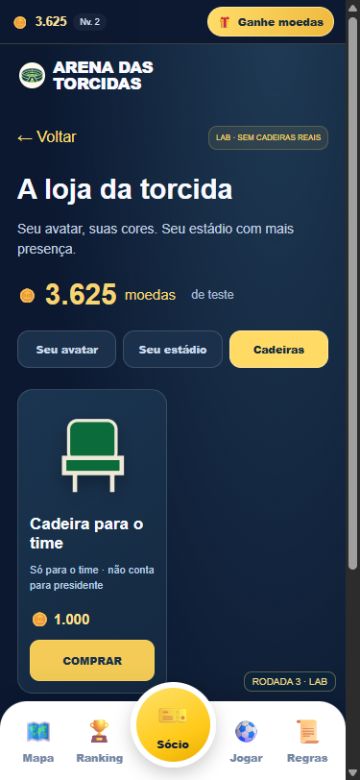 3.625 Nv. 2 Ganhe moedas
ARENA DAS
TORCIDAS
← Voltar LAB · SEM CADEIRAS REAIS
A loja da torcida
Seu avatar, suas cores. Seu estádio com mais
presença.
3.625 moedas de teste
Seu avatar Seu estádio Cadeiras
Cadeira para o
time
Só para o time · não conta
para presidente
1.000
COMPRAR
RODADA 3 · LAB
Mapa Ranking Sócio Jogar Regras